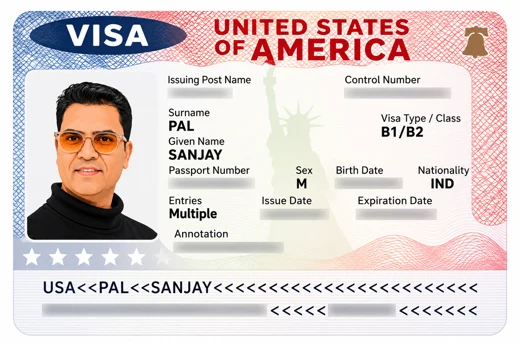 VISA
UNITED STATES
OF AMERICA
Issuing Post Name
Control Number
Surname
PAL
Visa Type / Class
B1/B2
Given Name
SANJAY
Passport Number
Sex
M
Birth Date
Nationality
IND
Entries
Multiple
Issue Date
Expiration Date
Annotation
USA<<PAL<<SANJAY<<<<<<<<<<<<<<<<<<<<<<<<
<<<<< <<<<<<<